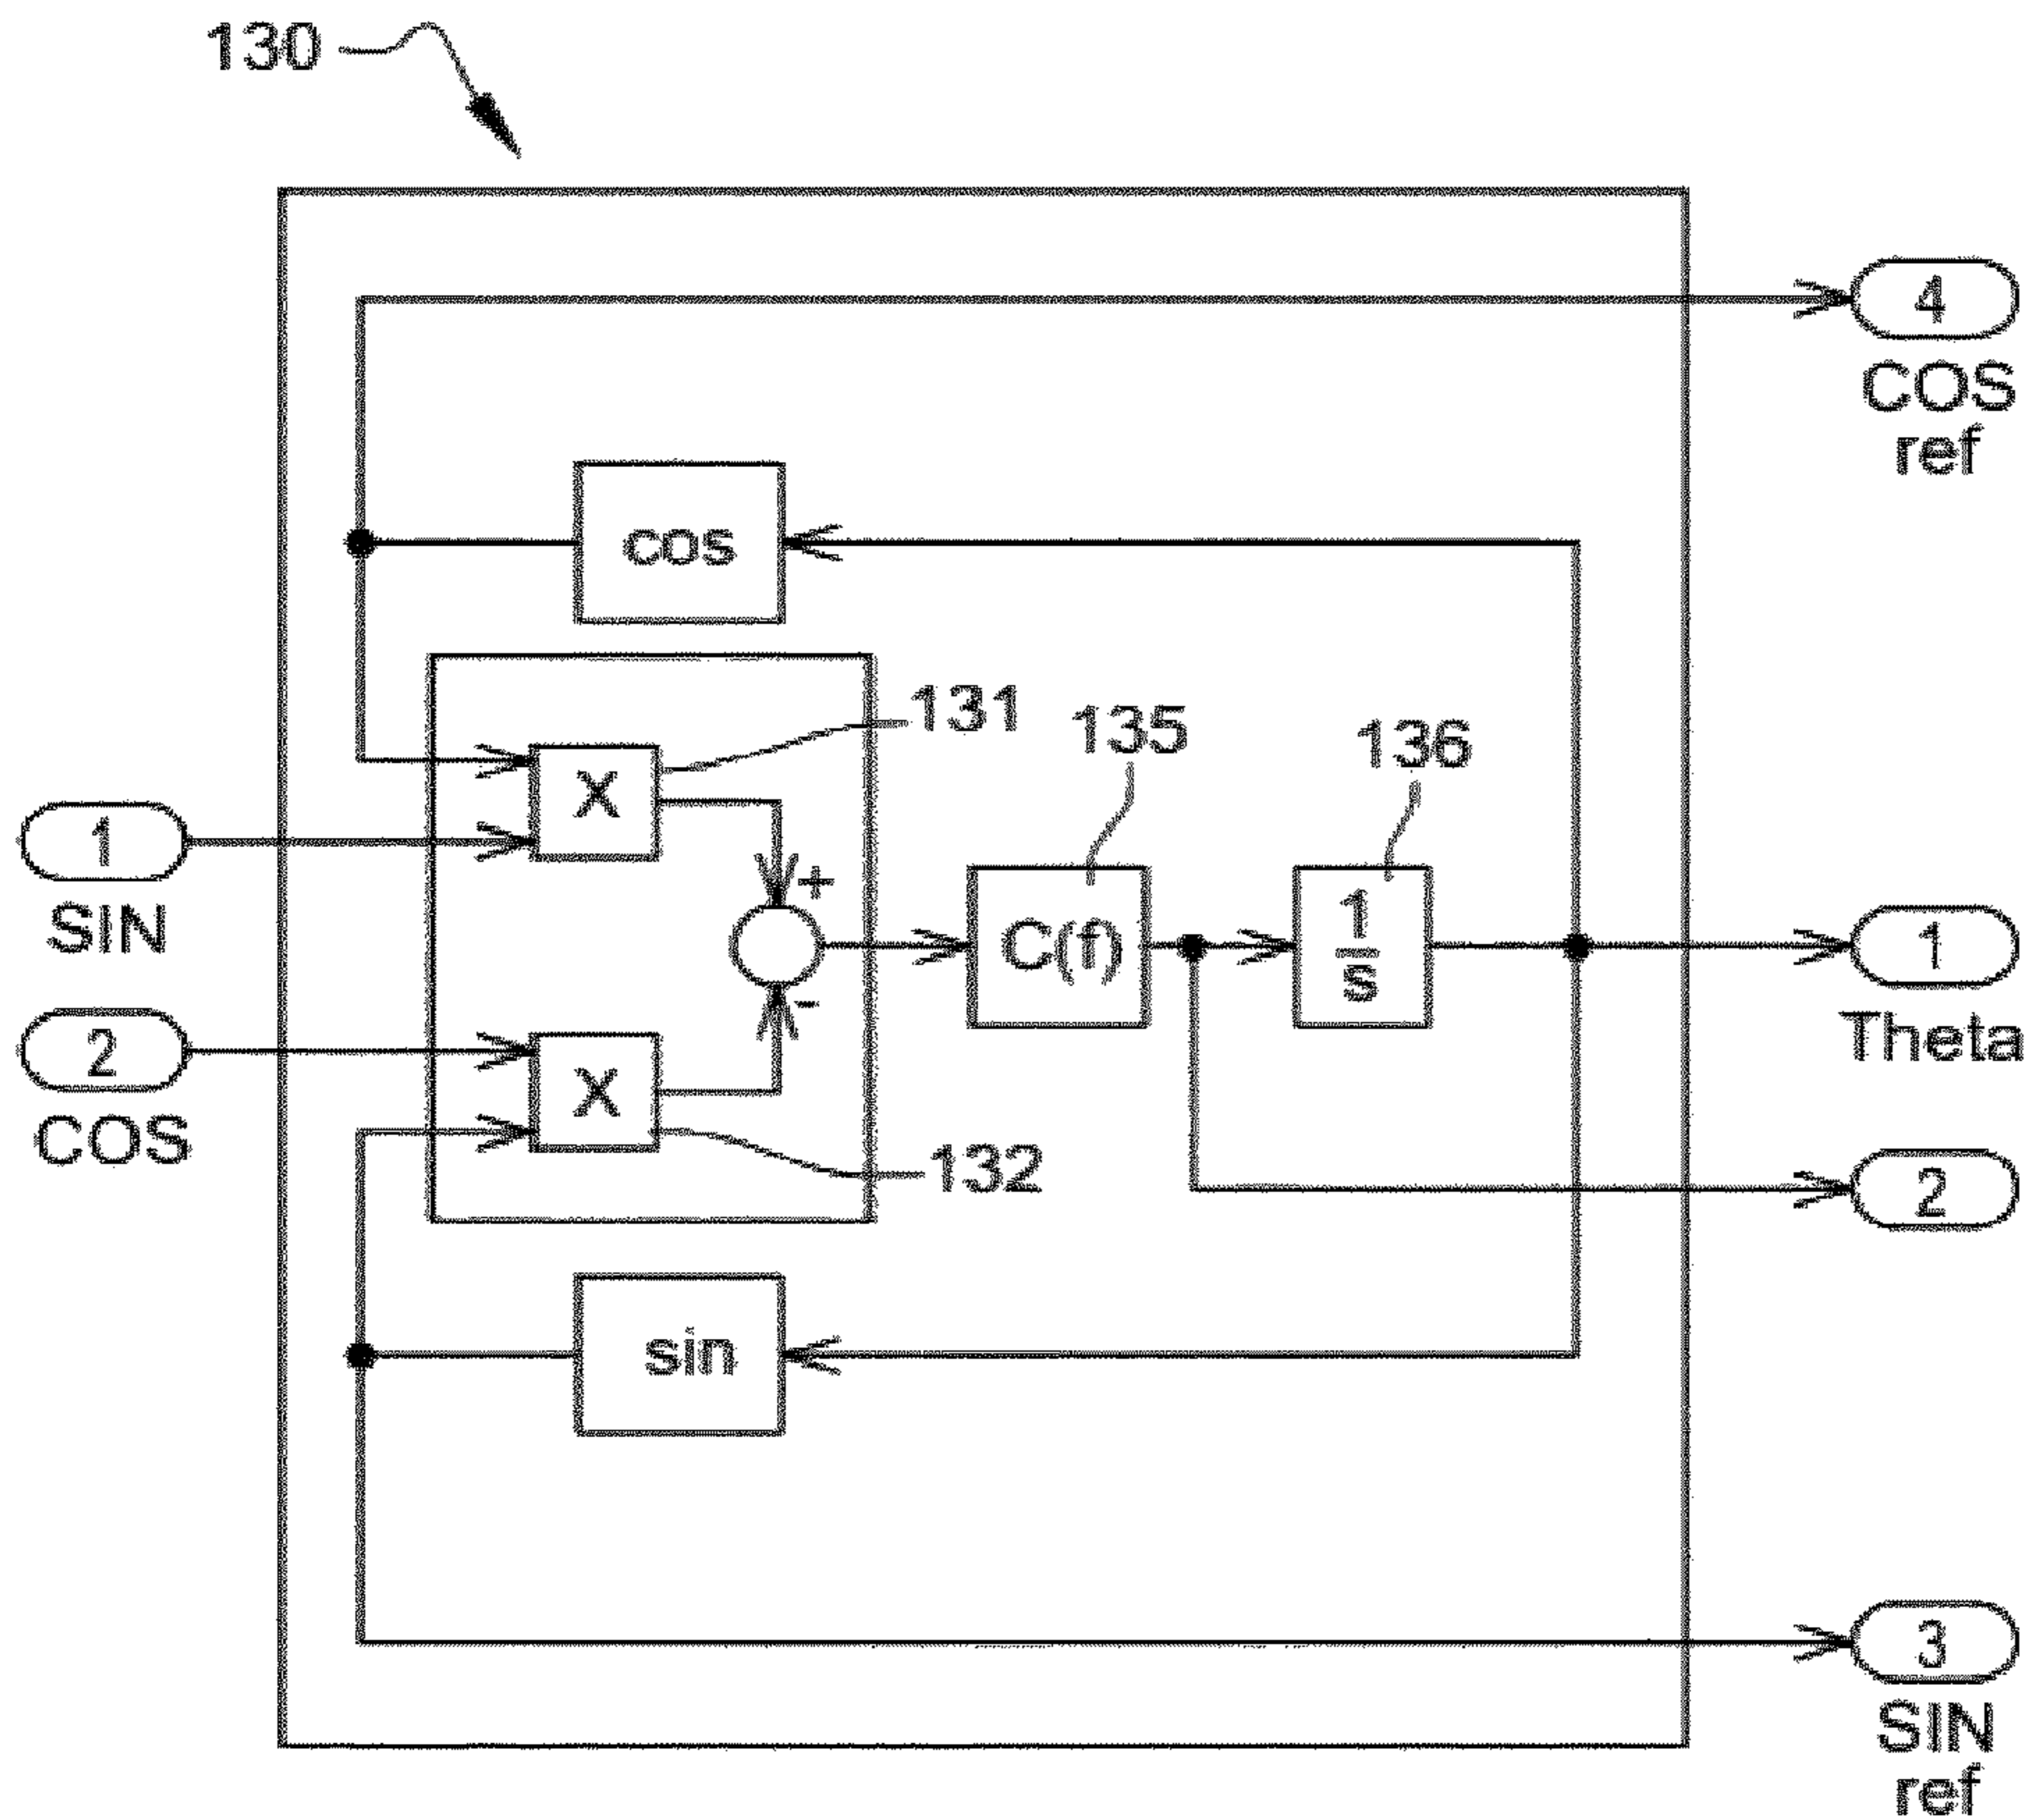 130
4
COS
ref
cos
131
135
136
X
1
SIN
+
C(f)
1
s
1
Theta
-
2
COS
X
132
2
sin
3
SIN
ref